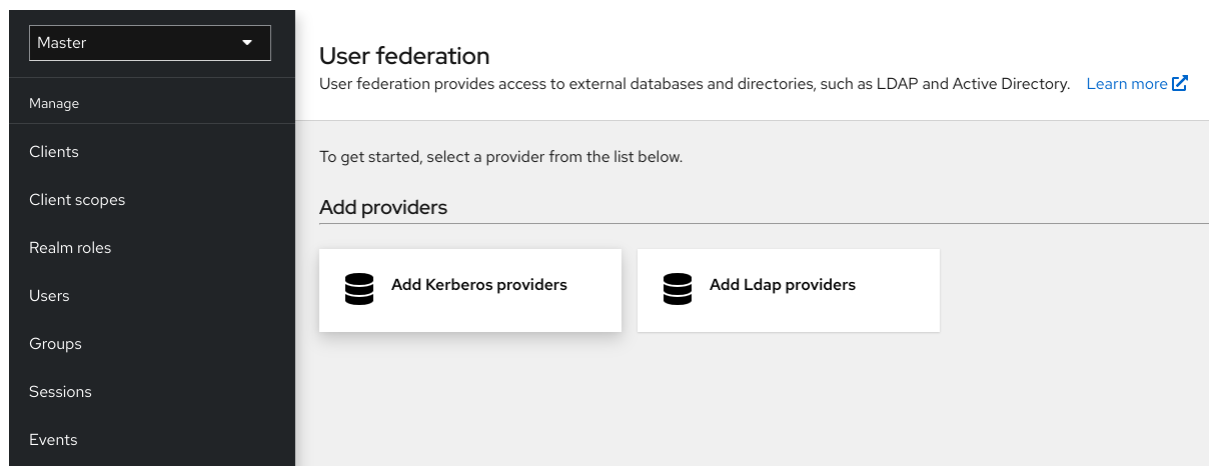 Master
Manage
Clients
Client scopes
Realm roles
Users
Groups
Sessions
Events
User federation
User federation provides access to external databases and directories, such as LDAP and Active Directory. Learn more
To get started, select a provider from the list below.
Add providers
Add Kerberos providers
Add Ldap providers